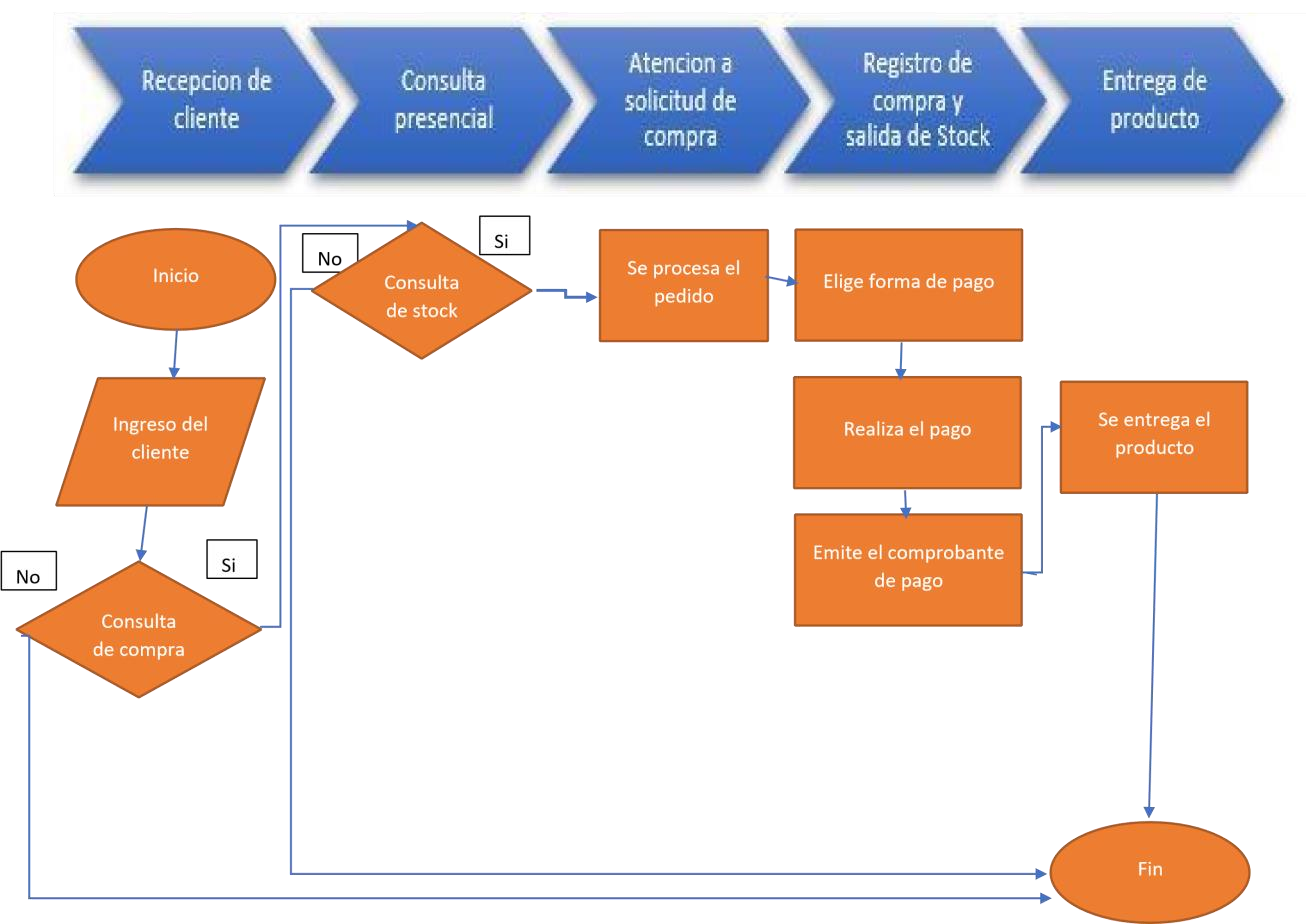 Recepcion de
cliente
Consulta
presencial
Atencion a
solicitud de
compra
Registro de
compra y
salida de Stock
Entrega de
producto
Inicio
Ingreso del
cliente
No
Si
Consulta
de compra
No
Si
Consulta
de stock
Se procesa el
pedido
Elige forma de pago
Realiza el pago
Emite el comprobante
de pago
Se entrega el
producto
Fin